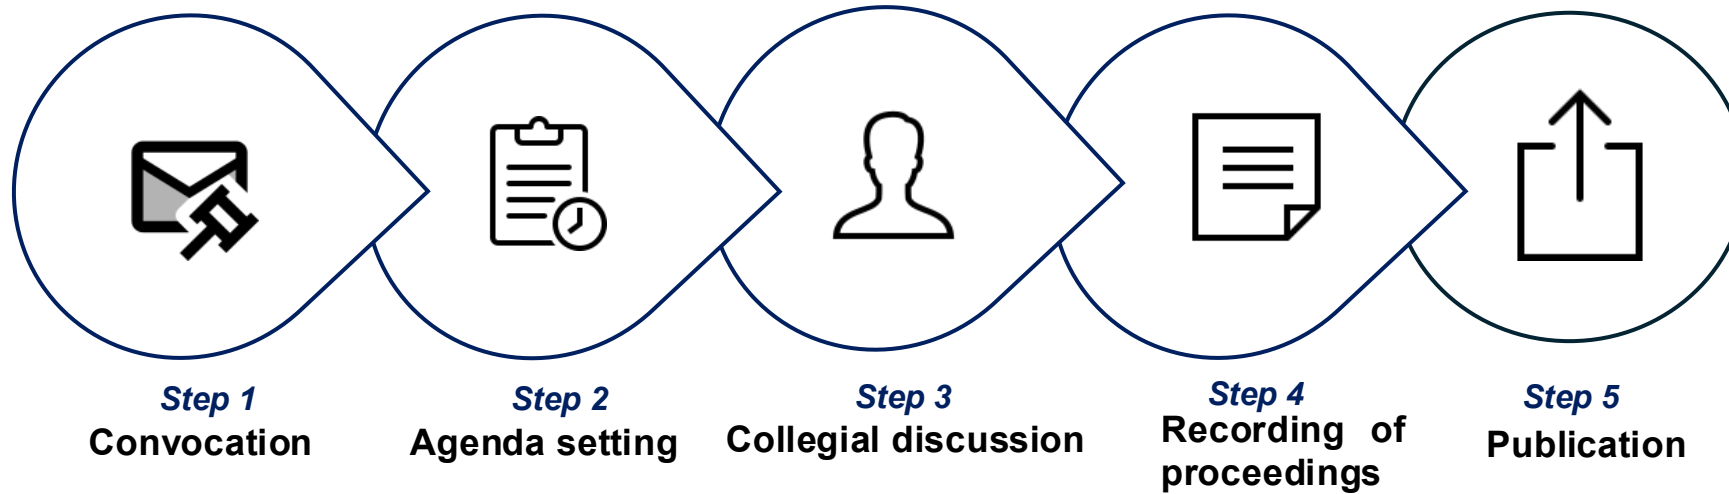 Step 1
Convocation
Step 2
Agenda setting
Step 3
Collegial discussion
Step 4
Recording of
proceedings
Step 5
Publication